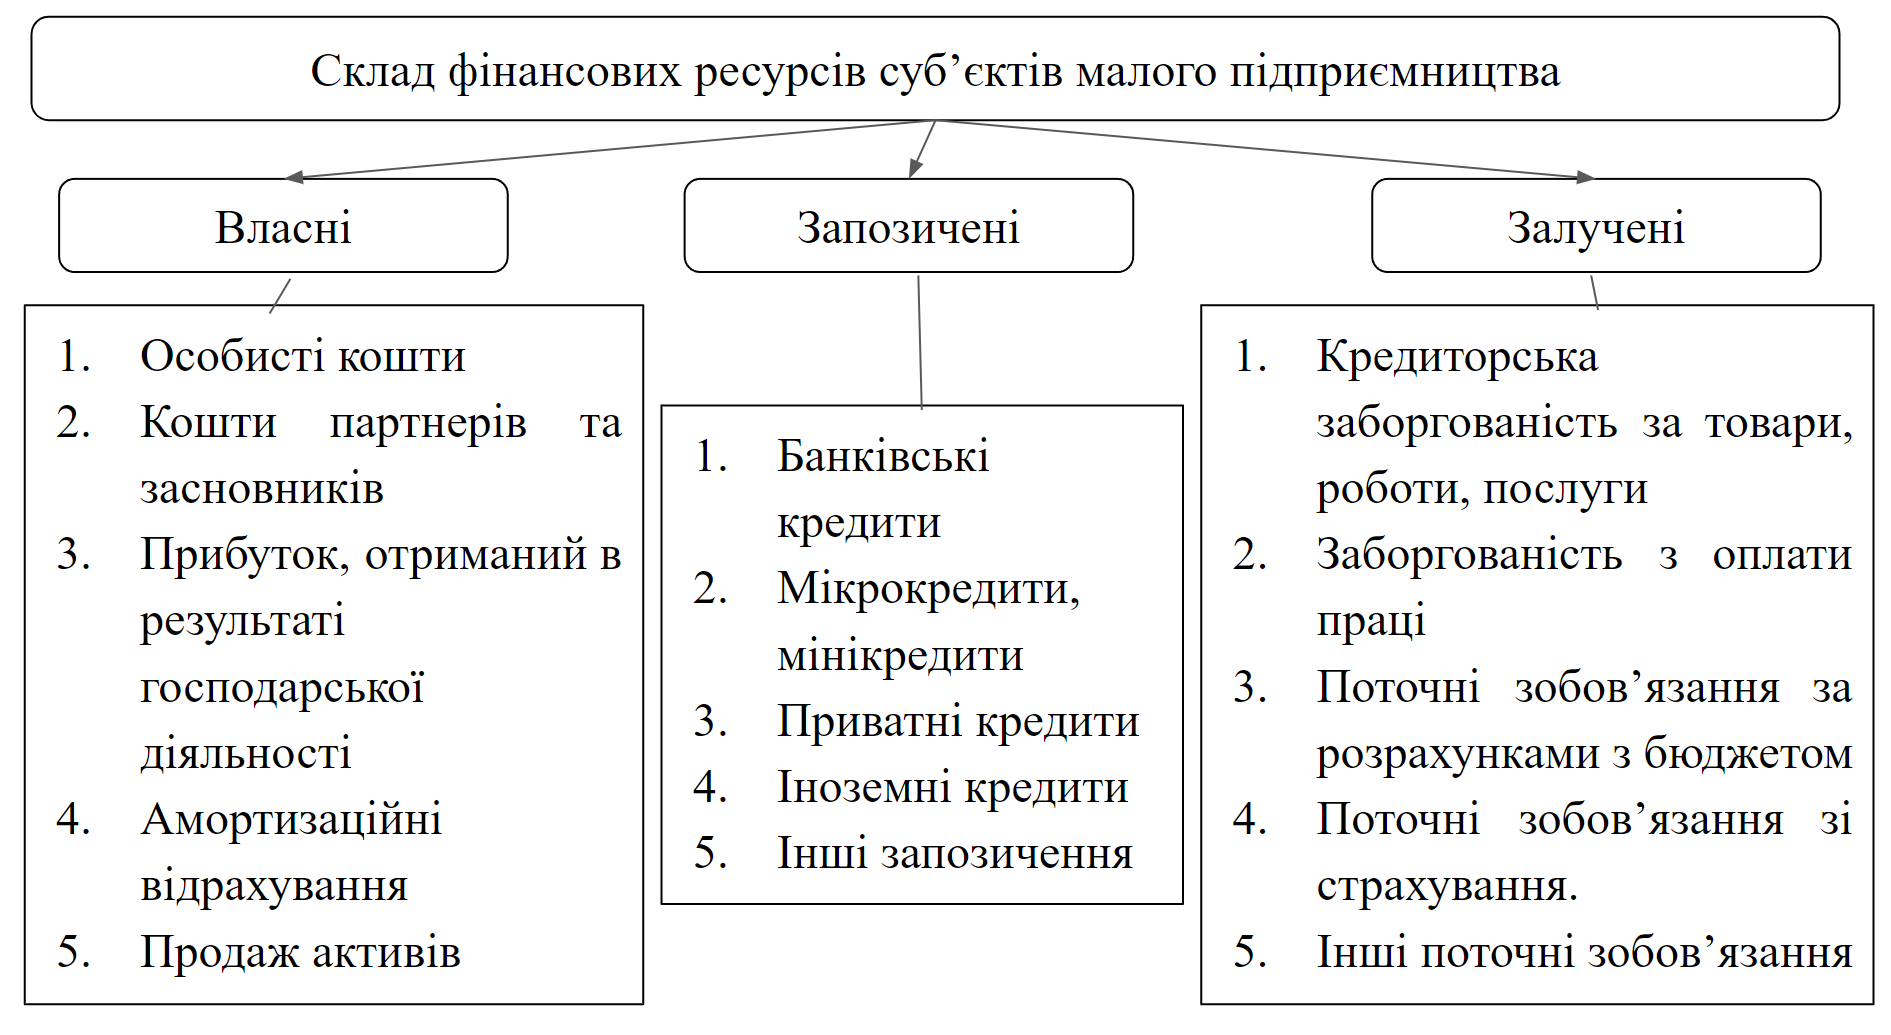 Склад фінансових ресурсів суб’єктів малого підприємництва
Власні
Запозичені
Залучені
1. Особисті кошти
2. Кошти партнерів та
засновників
3. Прибуток, отриманий в
результаті
господарської
діяльності
4. Амортизаційні
відрахування
5. Продаж активів
1. Банківські
кредити
2. Мікрокредити,
мінікредити
3. Приватні кредити
4. Іноземні кредити
5. Інші запозичення
1. Кредиторська
заборгованість за товари,
роботи, послуги
2. Заборгованість з оплати
праці
3. Поточні зобов’язання за
розрахунками з бюджетом
4. Поточні зобов’язання зі
страхування.
5. Інші поточні зобов’язання